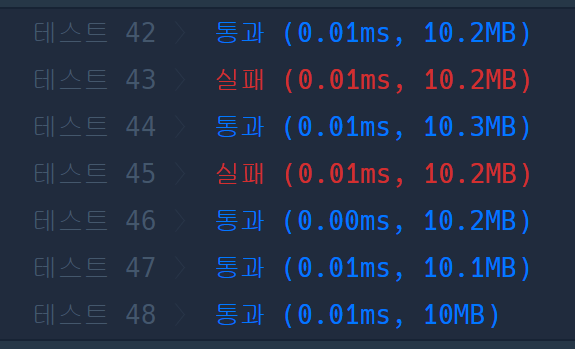 테스트 42 〉 통과 (0.01ms, 10.2MB)
테스트 43 〉 실패 (0.01ms, 10.2MB)
테스트 44 〉 통과 (0.01ms, 10.3MB)
테스트 45 〉 실패 (0.01ms, 10.2MB)
테스트 46 〉 통과 (0.00ms, 10.2MB)
테스트 47 〉 통과 (0.01ms, 10.1MB)
테스트 48 〉 통과 (0.01ms, 10MB)